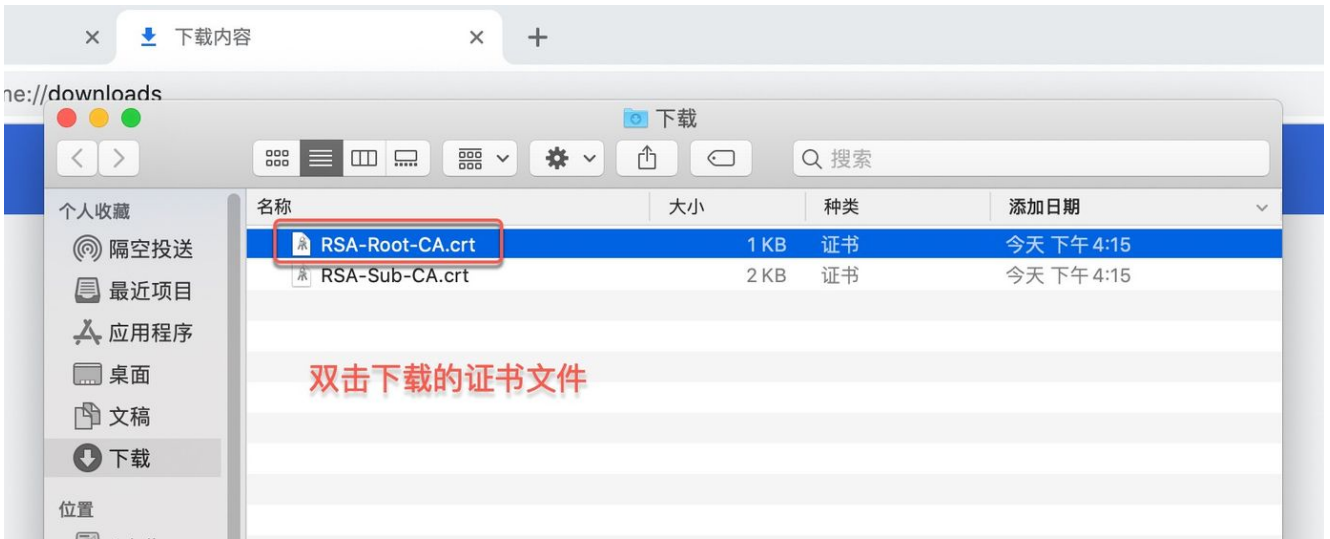 下载内容
me://downloads
下载
搜索
个人收藏
名称 大小 种类 添加日期
隔空投送
RSA-Root-CA.crt 1 KB 证书 今天 下午 4:15
RSA-Sub-CA.crt 2 KB 证书 今天 下午 4:15
最近项目
应用程序
桌面
双击下载的证书文件
文稿
下载
位置